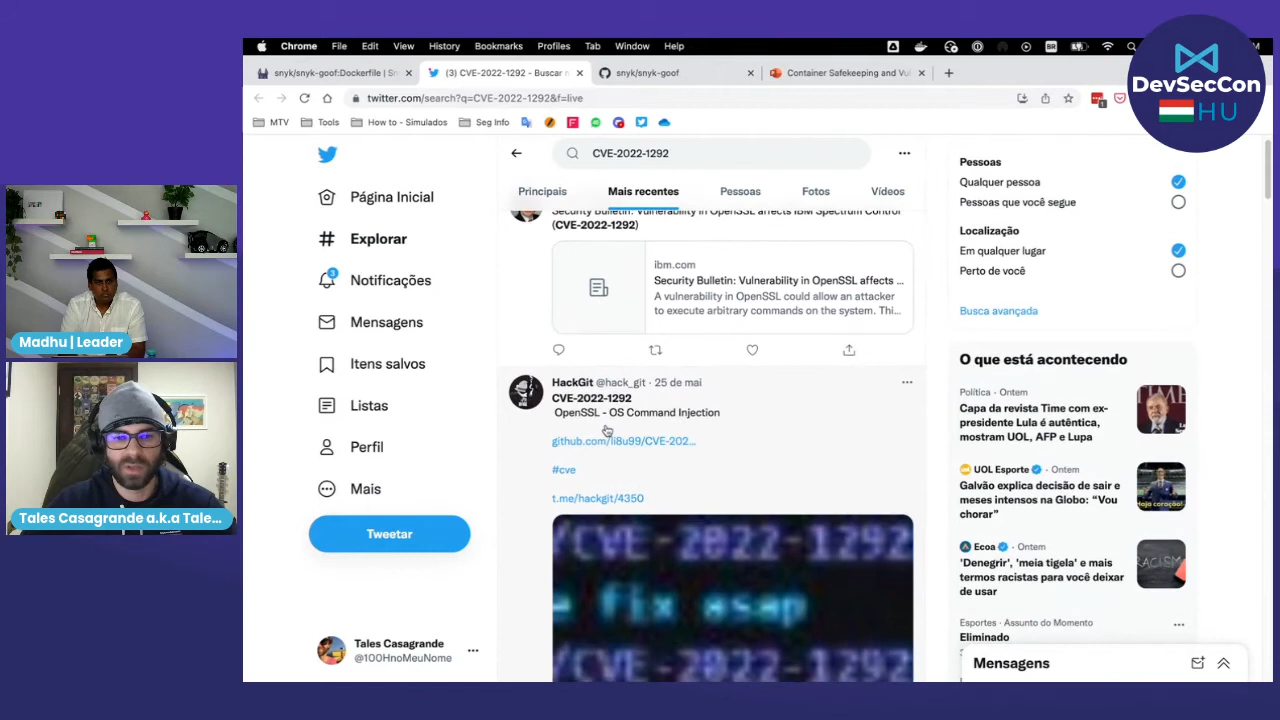 Chrome File Edit View History Bookmarks Profiles Tab Window Help
BR
snyk/snyk-goof:Dockerfile | Sn
(3) CVE-2022-1292 - Buscar n
snyk/snyk-goof
Container Safekeeping and Vul
twitter.com/search?q=CVE-2022-1292&f=live
MTV
Tools
How to - Simulados
Seg Info
DevSecCon
HU
CVE-2022-1292
Principais
Mais recentes
Pessoas
Fotos
Vídeos
Página Inicial
Explorar
3
Notificações
Mensagens
Itens salvos
Listas
Perfil
Mais
Tweetar
Tales Casagrande
@100HnoMeuNome
Security Bulletin: Vulnerability in OpenSSL affects IBM Spectrum Control
(CVE-2022-1292)
ibm.com
Security Bulletin: Vulnerability in OpenSSL affects ...
A vulnerability in OpenSSL could allow an attacker
to execute arbitrary commands on the system. Thi...
HackGit @hack_git · 25 de mai
CVE-2022-1292
OpenSSL - OS Command Injection
github.com/li8u99/CVE-202...
#cve
t.me/hackgit/4350
/CVE-2022-1292
= fix asap
/CVE-2022-1292
Pessoas
Qualquer pessoa
Pessoas que você segue
Localização
Em qualquer lugar
Perto de você
Busca avançada
O que está acontecendo
Política · Ontem
Capa da revista Time com ex-
presidente Lula é autêntica,
mostram UOL, AFP e Lupa
TIME
UOL Esporte · Ontem
Galvão explica decisão de sair e
meses intensos na Globo: “Vou
chorar”
Haja coração!
Ecoa · Ontem
'Denegrir', 'meia tigela' e mais
termos racistas para você deixar
de usar
RACISM
Esportes · Assunto do Momento
Eliminado
Mensagens
Madhu | Leader
Tales Casagrande a.k.a Tale...